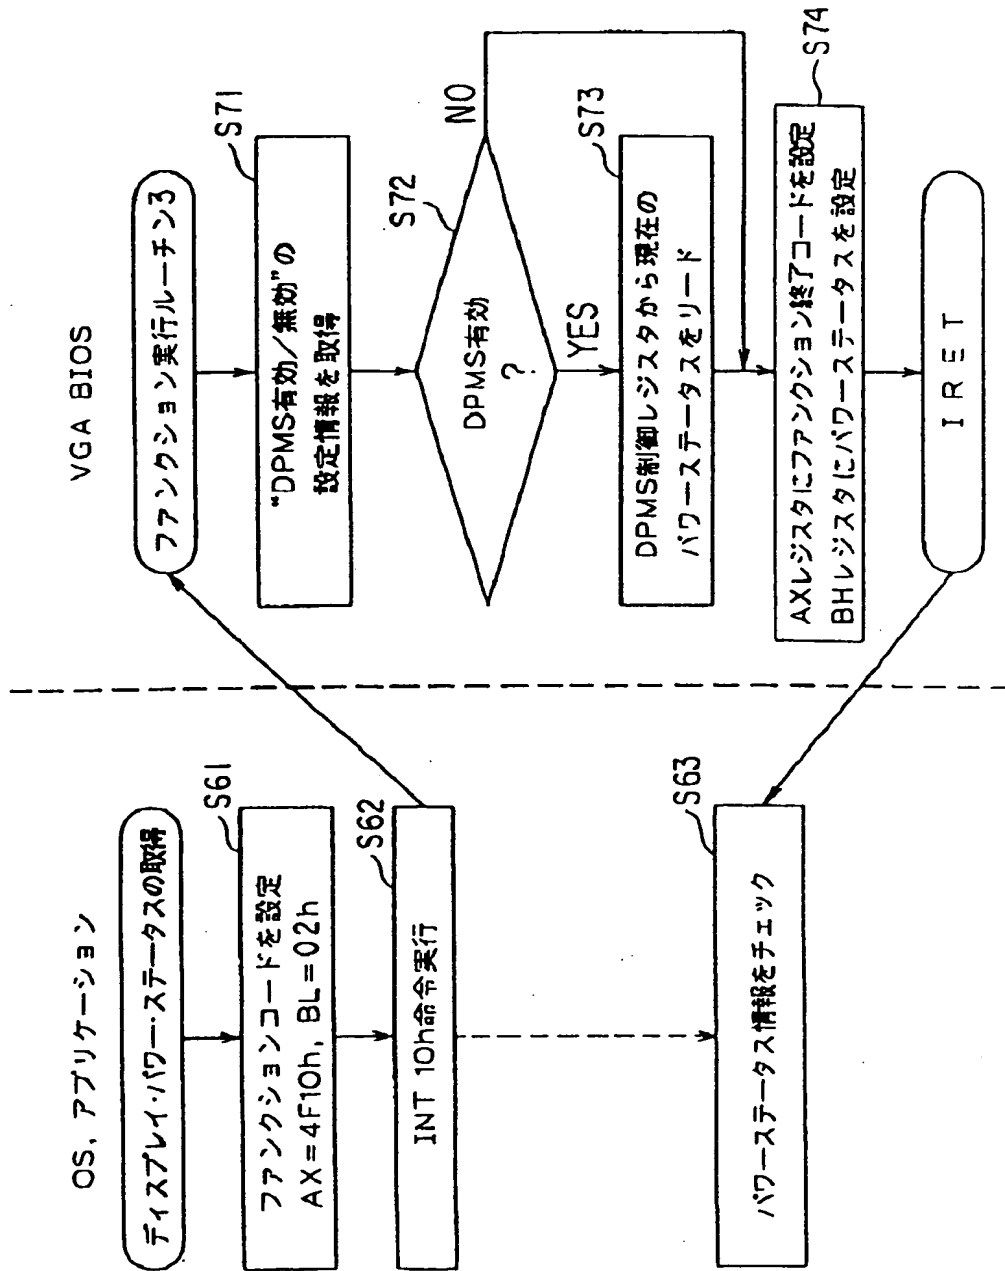 OS, アプリケーション
ディスプレイ・パワー・ステータスの取得
S61
ファンクションコードを設定
AX=4F10h, BL=02h
S62
INT 10h命令実行
S63
パワーステータス情報をチェック
VGA BIOS
ファンクション実行ルーチン3
S71
“DPMS有効/無効”の
設定情報を取得
S72
DPMS有効
?
NO
YES
S73
DPMS制御レジスタから現在の
パワーステータスをリード
S74
AXレジスタにファンクション終了コードを設定
BHレジスタにパワーステータスを設定
IRET